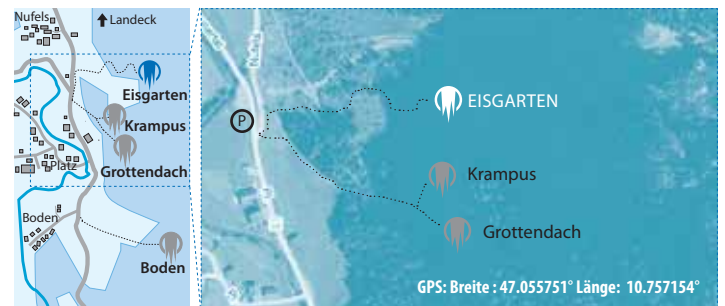 Nufels
Landeck
Eisgarten
Krampus
Grottendach
Platz
Boden
Boden
P
EISGARTEN
Krampus
Grottendach
GPS: Breite : 47.055751° Länge: 10.757154°